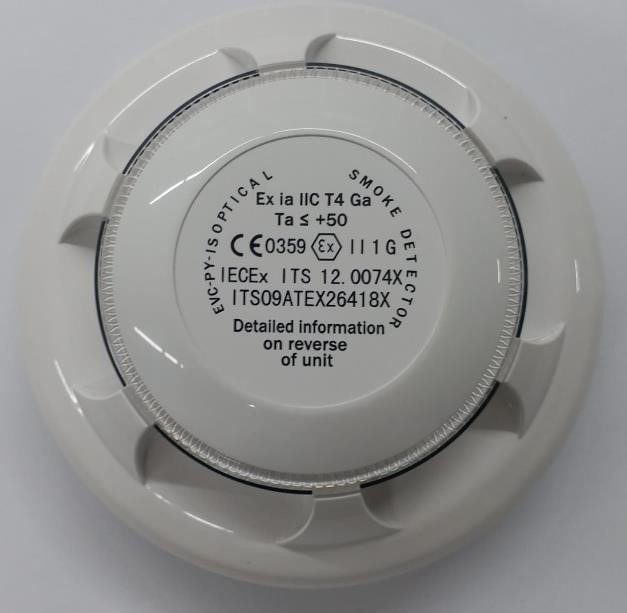 EVC-PY-IS OPTICAL SMOKE DETECTOR
Ex ia IIC T4 Ga
Ta ≤ +50
CE 0359 Ex II 1 G
IECEx ITS 12.0074X
ITS09ATEX26418X
Detailed information
on reverse
of unit